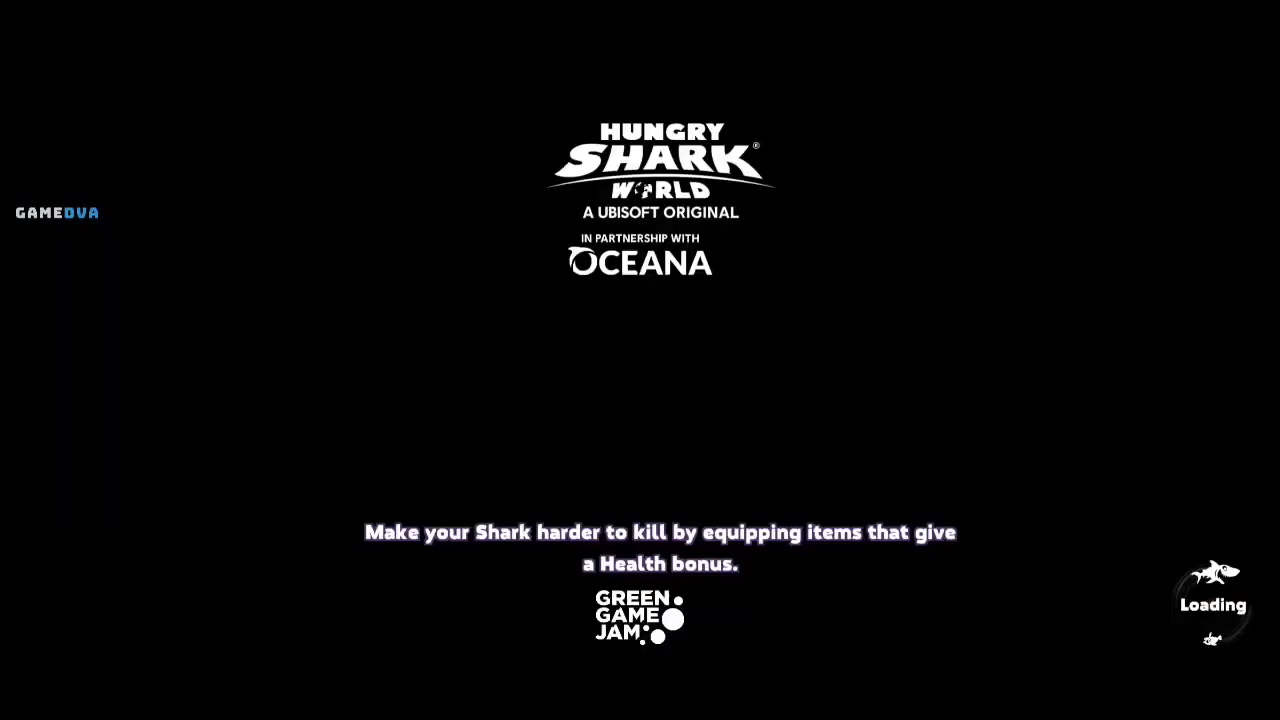 HUNGRY
SHARK®
WORLD
GAMEDVA
A UBISOFT ORIGINAL
IN PARTNERSHIP WITH
OCEANA
Make your Shark harder to kill by equipping items that give
a Health bonus.
GREEN
GAME
JAM
Loading